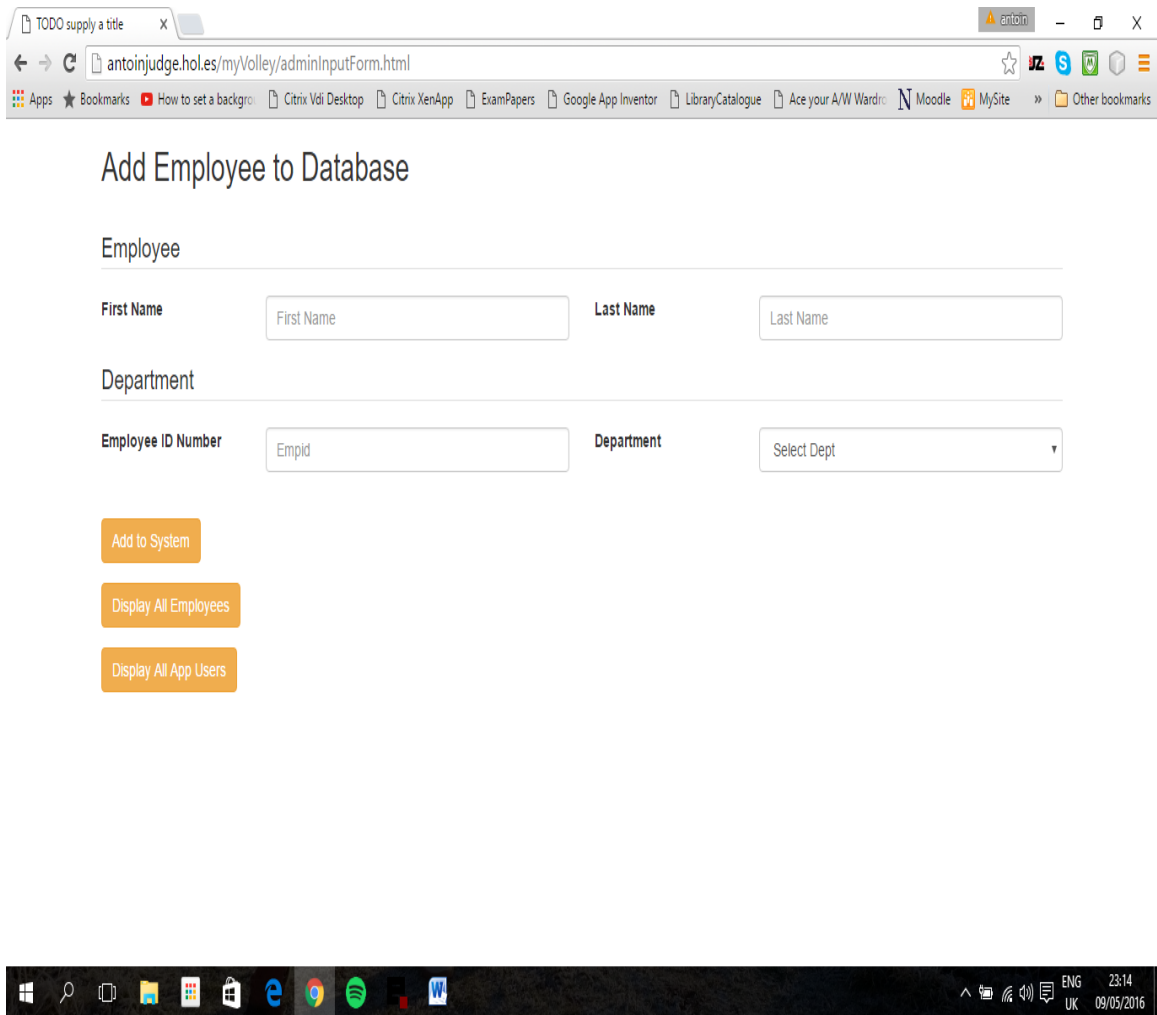 TODO supply a title
antoin
antoinjudge.hol.es/myVolley/adminInputForm.html
Apps Bookmarks How to set a backgro Citrix Vdi Desktop Citrix XenApp ExamPapers Google App Inventor LibraryCatalogue Ace your A/W Wardro Moodle MySite » Other bookmarks
Add Employee to Database
Employee
First Name First Name Last Name Last Name
Department
Employee ID Number Empid Department Select Dept
Add to System
Display All Employees
Display All App Users
ENG 23:14
UK 09/05/2016